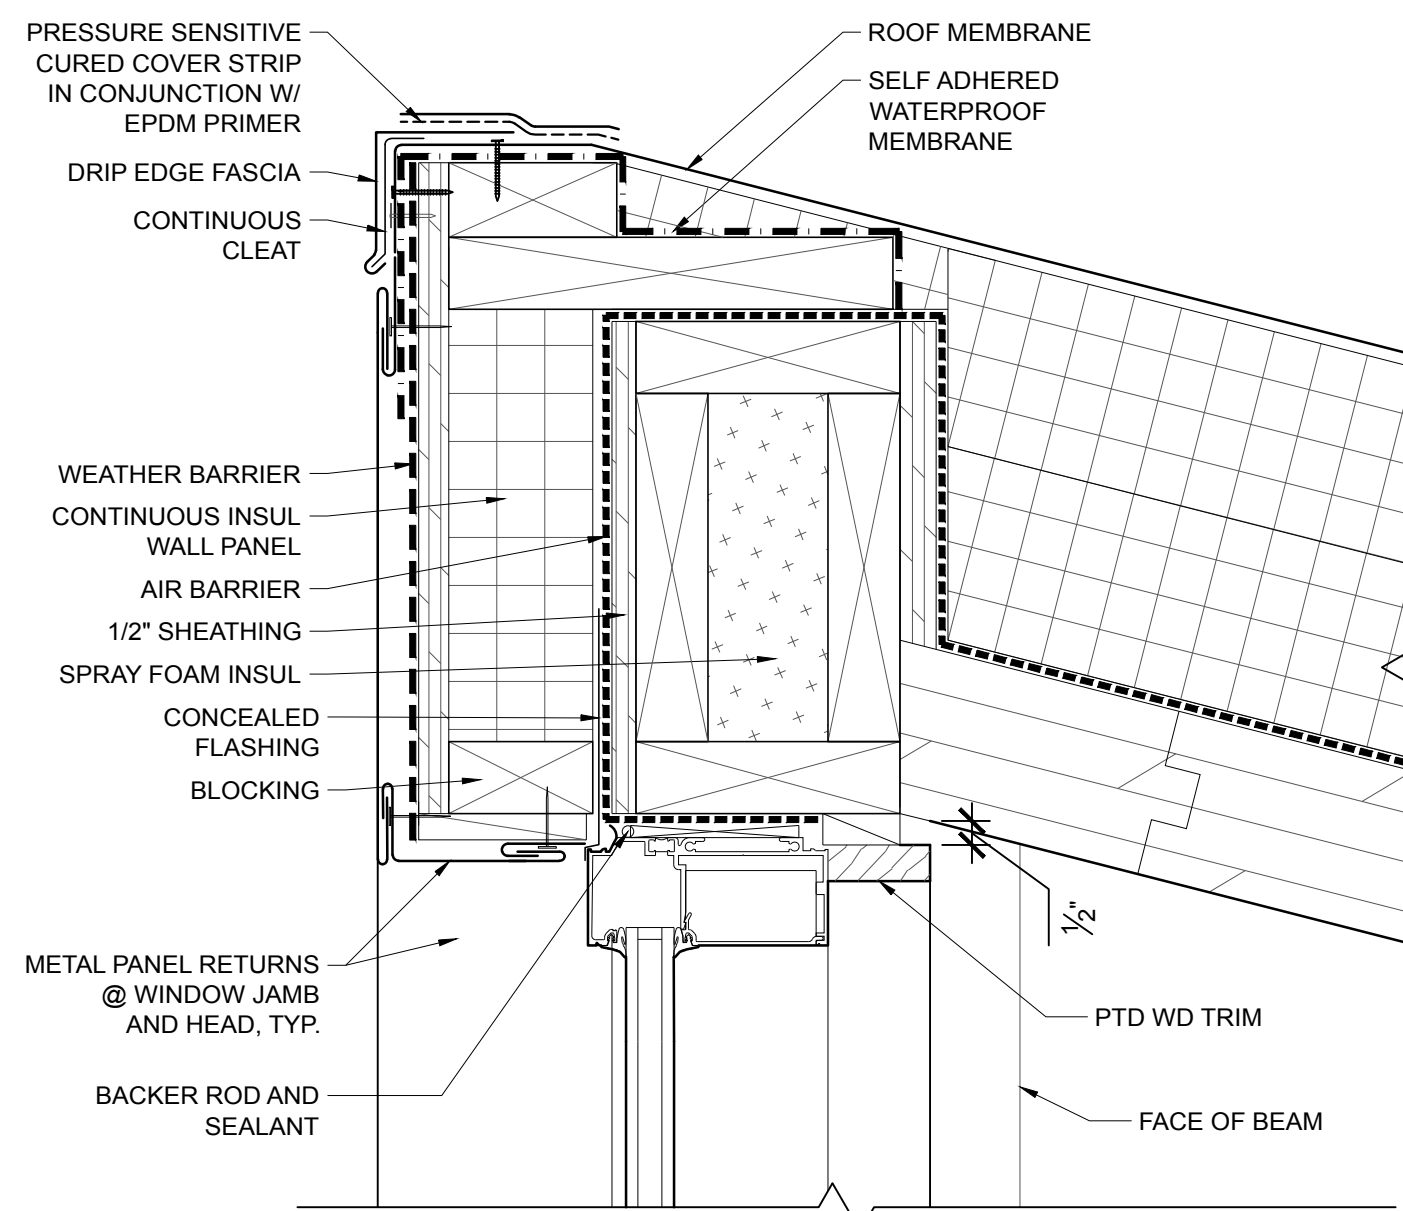 PRESSURE SENSITIVE
CURED COVER STRIP
IN CONJUNCTION W/
EPDM PRIMER
DRIP EDGE FASCIA
CONTINUOUS
CLEAT
WEATHER BARRIER
CONTINUOUS INSUL
WALL PANEL
AIR BARRIER
1/2" SHEATHING
SPRAY FOAM INSUL
CONCEALED
FLASHING
BLOCKING
METAL PANEL RETURNS
@ WINDOW JAMB
AND HEAD, TYP.
BACKER ROD AND
SEALANT
ROOF MEMBRANE
SELF ADHERED
WATERPROOF
MEMBRANE
½"
PTD WD TRIM
FACE OF BEAM